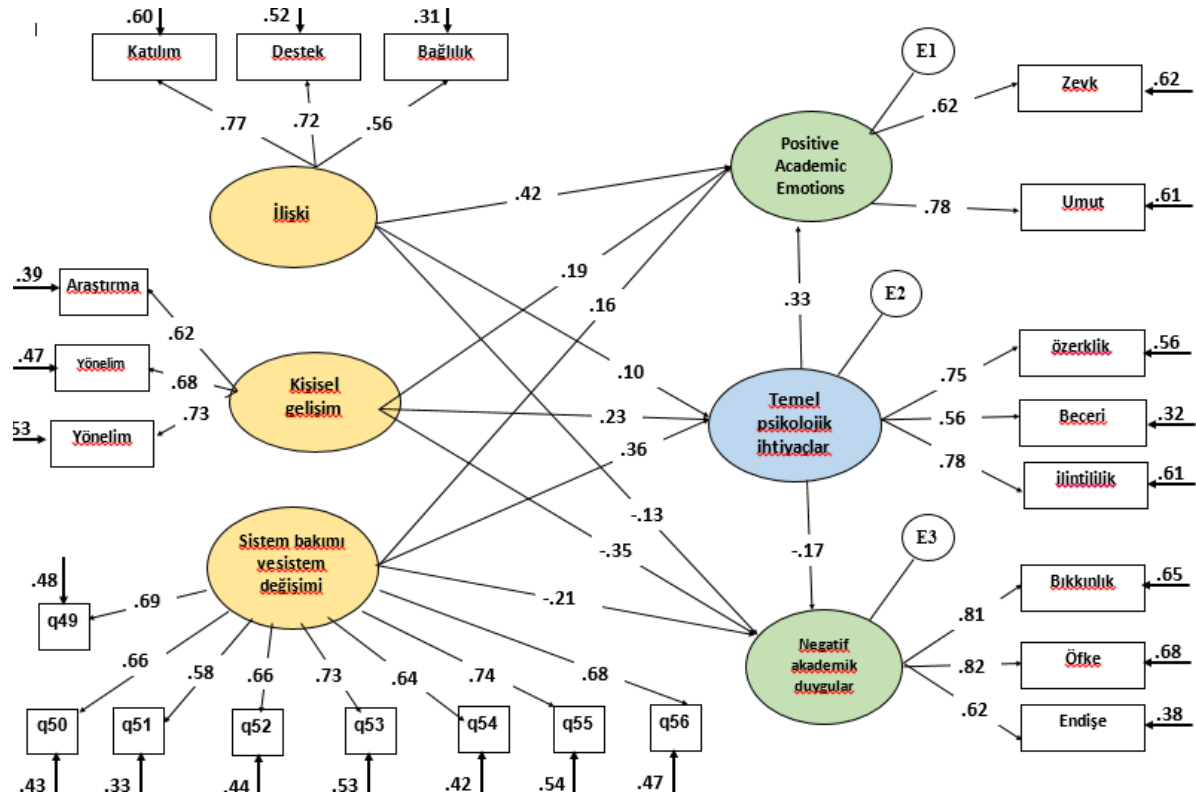 .60
.52
.31
Katılım
Destek
Bağlılık
.77
.72
.56
İlişki
E1
Positive
Academic
Emotions
.62
Zevk
.62
.78
Umut
.61
.42
.39
Araştırma
.62
.47
Yönelim
.68
.53
Yönelim
.73
Kişisel
gelişim
.19
.16
.33
E2
.10
.23
.36
Temel
psikolojik
ihtiyaçlar
.75
özerklik
.56
.56
Beceri
.32
.78
ilintililik
.61
Sistem bakımı
vesistem
değişimi
-.13
-.35
-.21
-.17
E3
Negatif
akademik
duygular
.81
Bıkkınlık
.65
.82
Öfke
.68
.62
Endişe
.38
.48
q49
.69
.66
.58
.66
.73
.64
.74
.68
q50
q51
q52
q53
q54
q55
q56
.43
.33
.44
.53
.42
.54
.47